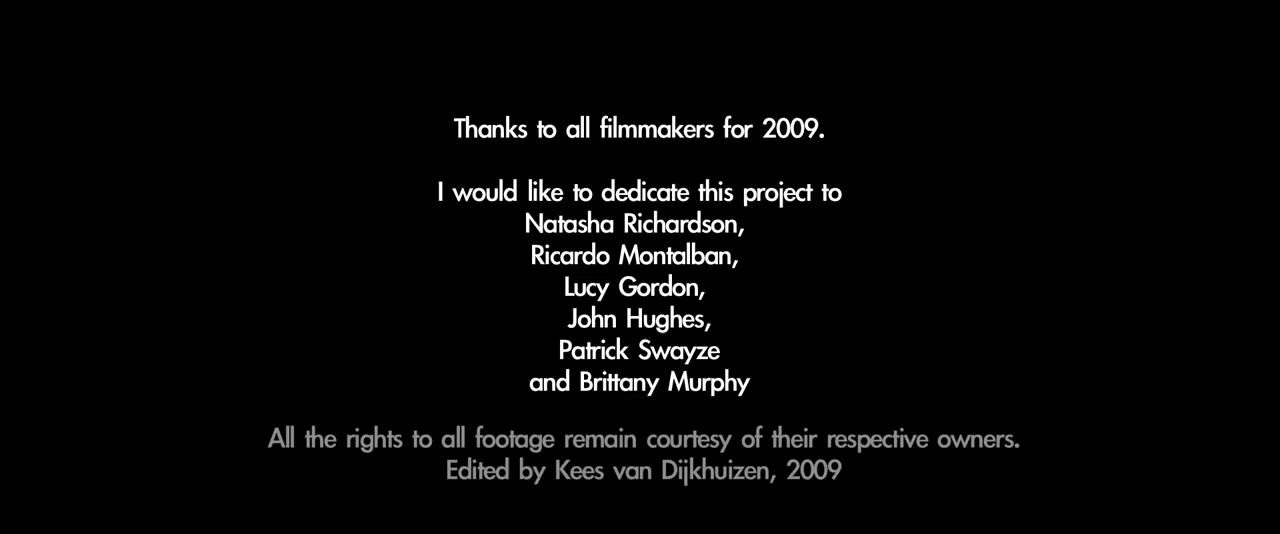 Thanks to all filmmakers for 2009.
I would like to dedicate this project to
Natasha Richardson,
Ricardo Montalban,
Lucy Gordon,
John Hughes,
Patrick Swayze
and Brittany Murphy
All the rights to all footage remain courtesy of their respective owners.
Edited by Kees van Dijkhuizen, 2009